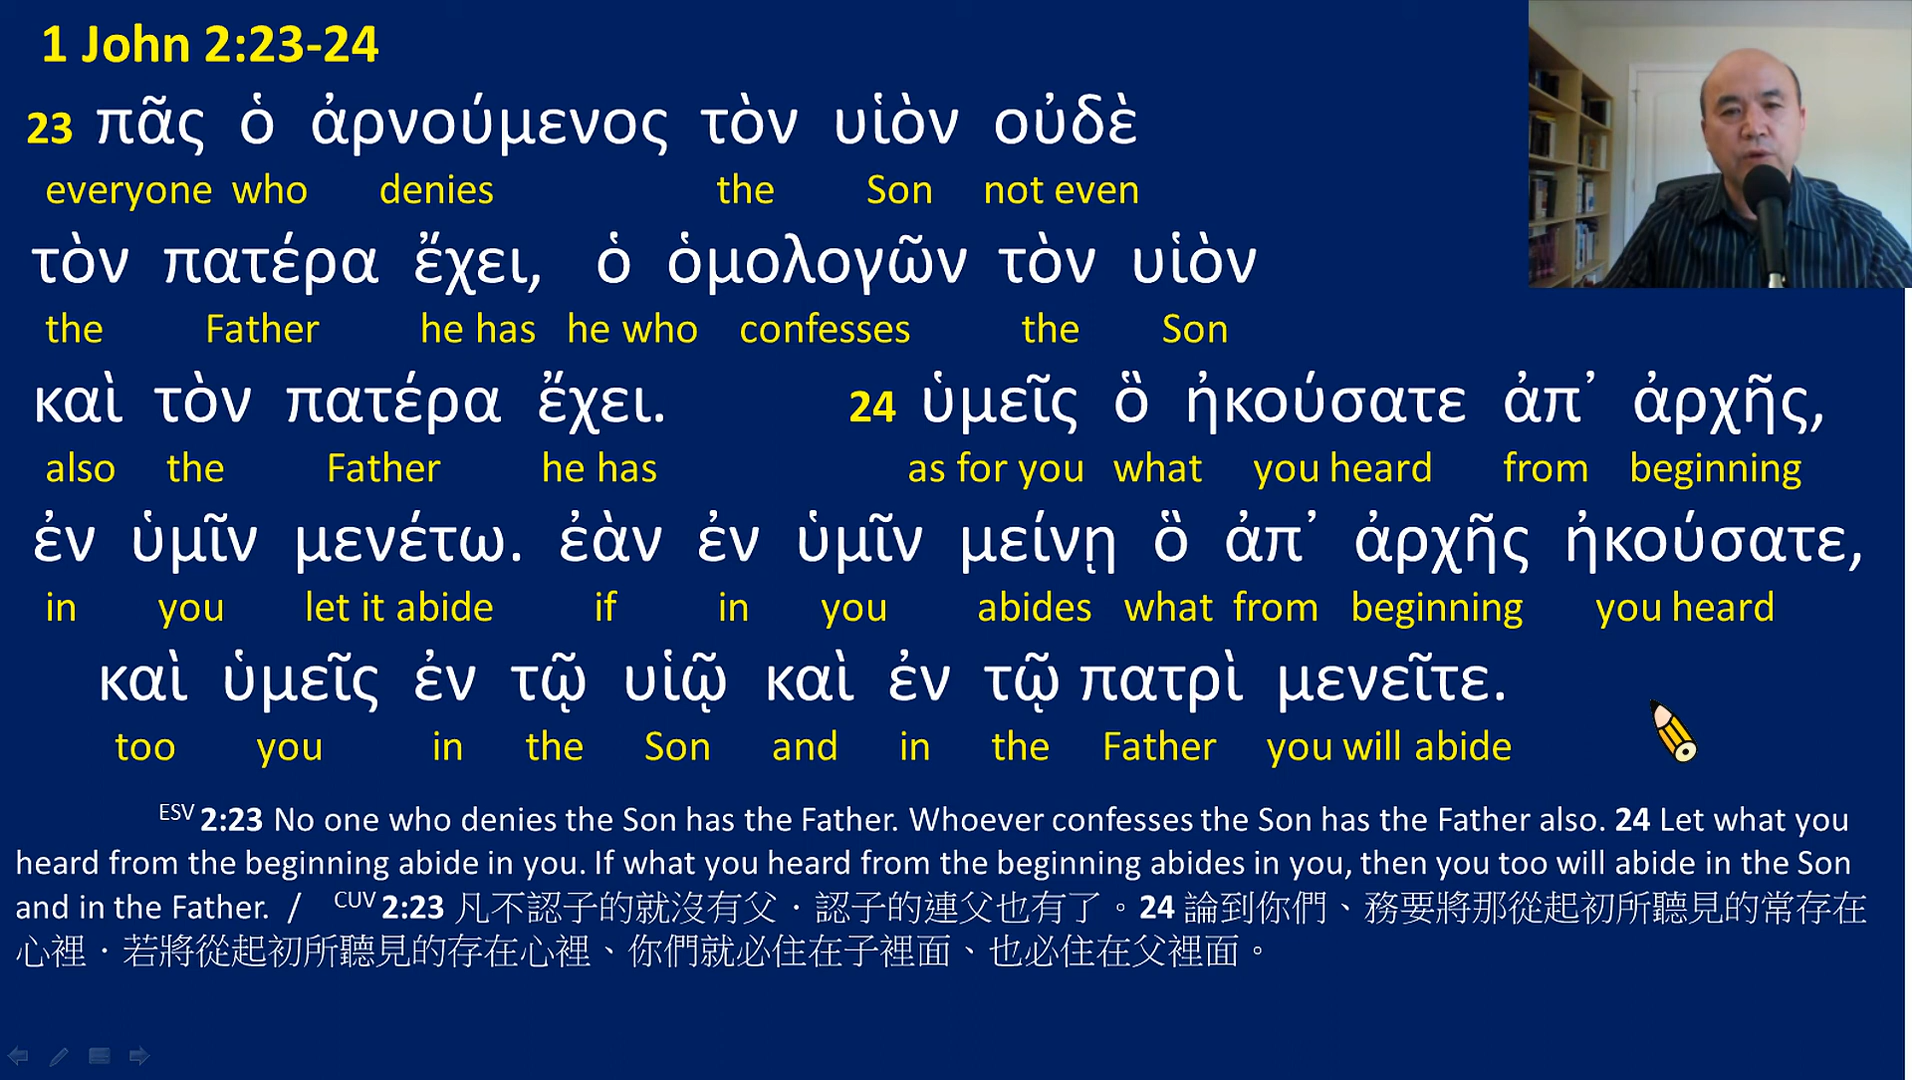 1 John 2:23-24
23 πᾶς ὁ ἀρνούμενος τὸν υἱὸν οὐδὲ
everyone who denies the Son not even
τὸν πατέρα ἔχει, ὁ ὁμολογῶν τὸν υἱὸν
the Father he has he who confesses the Son
καὶ τὸν πατέρα ἔχει. 24 ὑμεῖς ὃ ἠκούσατε ἀπ᾽ ἀρχῆς,
also the Father he has as for you what you heard from beginning
ἐν ὑμῖν μενέτω. ἐὰν ἐν ὑμῖν μείνῃ ὃ ἀπ᾽ ἀρχῆς ἠκούσατε,
in you let it abide if in you abides what from beginning you heard
καὶ ὑμεῖς ἐν τῷ υἱῷ καὶ ἐν τῷ πατρὶ μενεῖτε.
too you in the Son and in the Father you will abide
ESV 2:23 No one who denies the Son has the Father. Whoever confesses the Son has the Father also. 24 Let what you
heard from the beginning abide in you. If what you heard from the beginning abides in you, then you too will abide in the Son
and in the Father. / CUV 2:23 凡不認子的就沒有父．認子的連父也有了。24 論到你們、務要將那從起初所聽見的常存在
心裡．若將從起初所聽見的存在心裡、你們就必住在子裡面、也必住在父裡面。